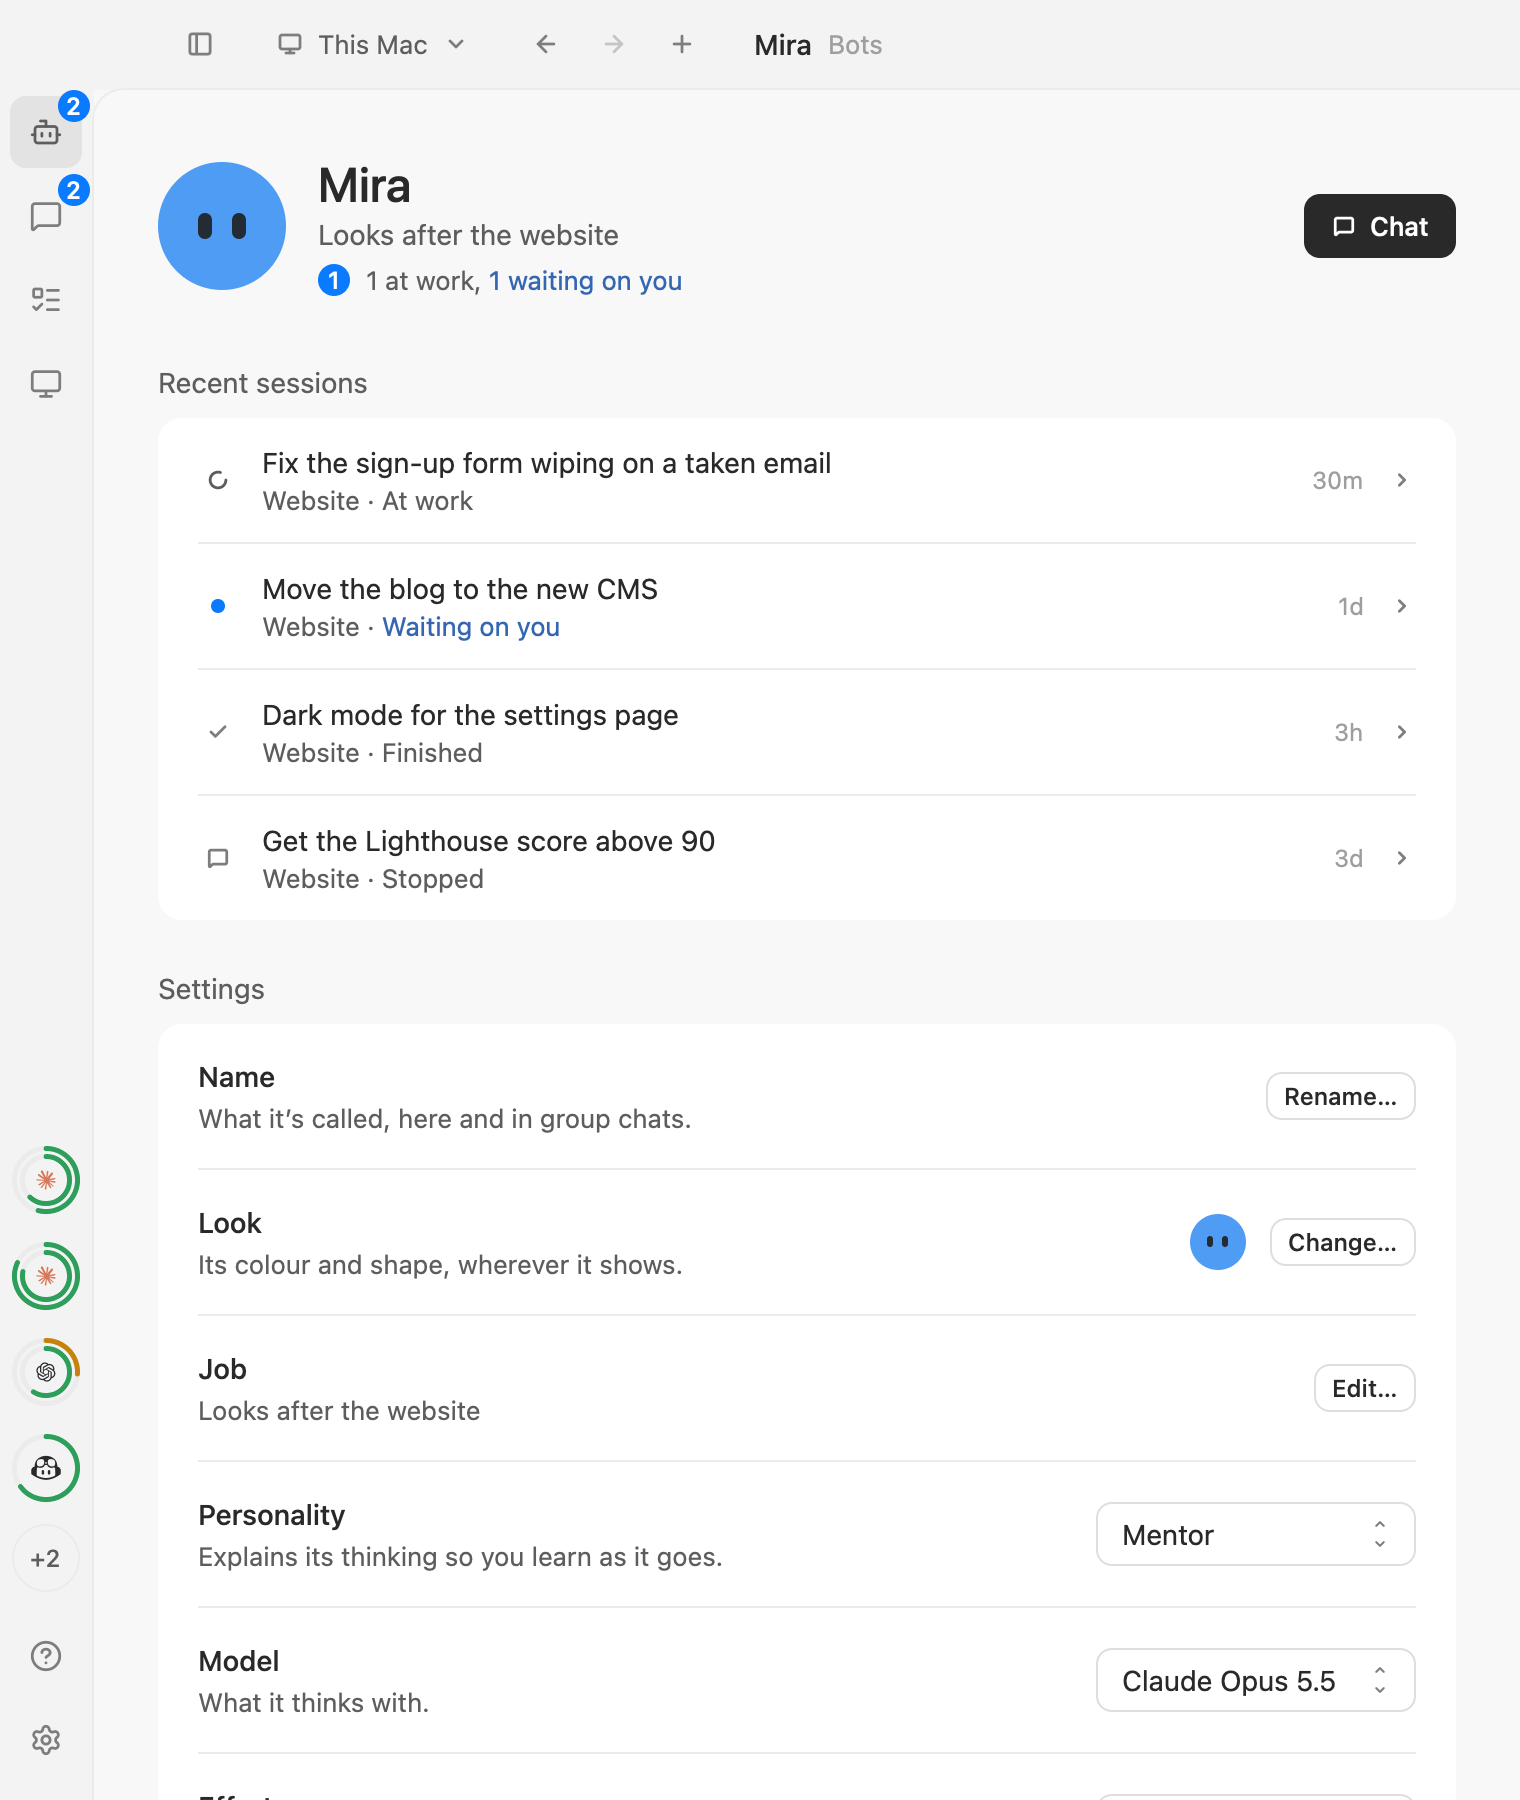 This Mac
Mira Bots
2
2
Mira
Looks after the website
1 1 at work, 1 waiting on you
Chat
Recent sessions
Fix the sign-up form wiping on a taken email
Website · At work
30m
Move the blog to the new CMS
Website · Waiting on you
1d
Dark mode for the settings page
Website · Finished
3h
Get the Lighthouse score above 90
Website · Stopped
3d
Settings
Name
What it’s called, here and in group chats.
Rename...
Look
Its colour and shape, wherever it shows.
Change...
Job
Looks after the website
Edit...
Personality
Explains its thinking so you learn as it goes.
Mentor
Model
What it thinks with.
Claude Opus 5.5
+2